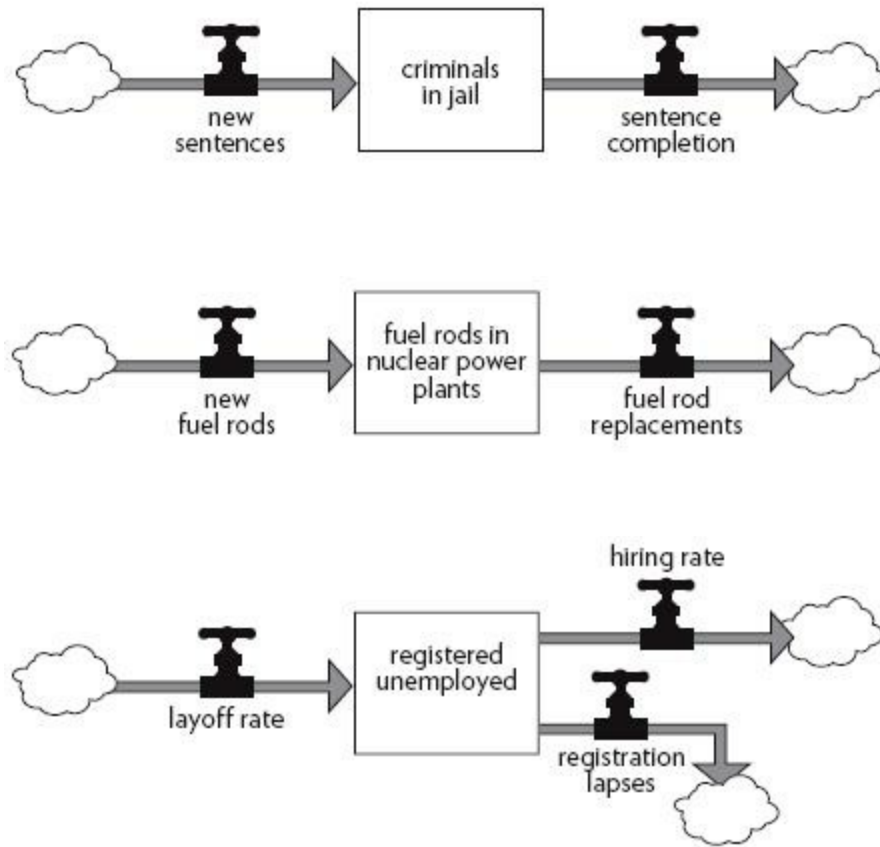 criminals
in jail
new
sentences
sentence
completion
fuel rods in
nuclear power
plants
new
fuel rods
fuel rod
replacements
hiring rate
registered
unemployed
layoff rate
registration
lapses